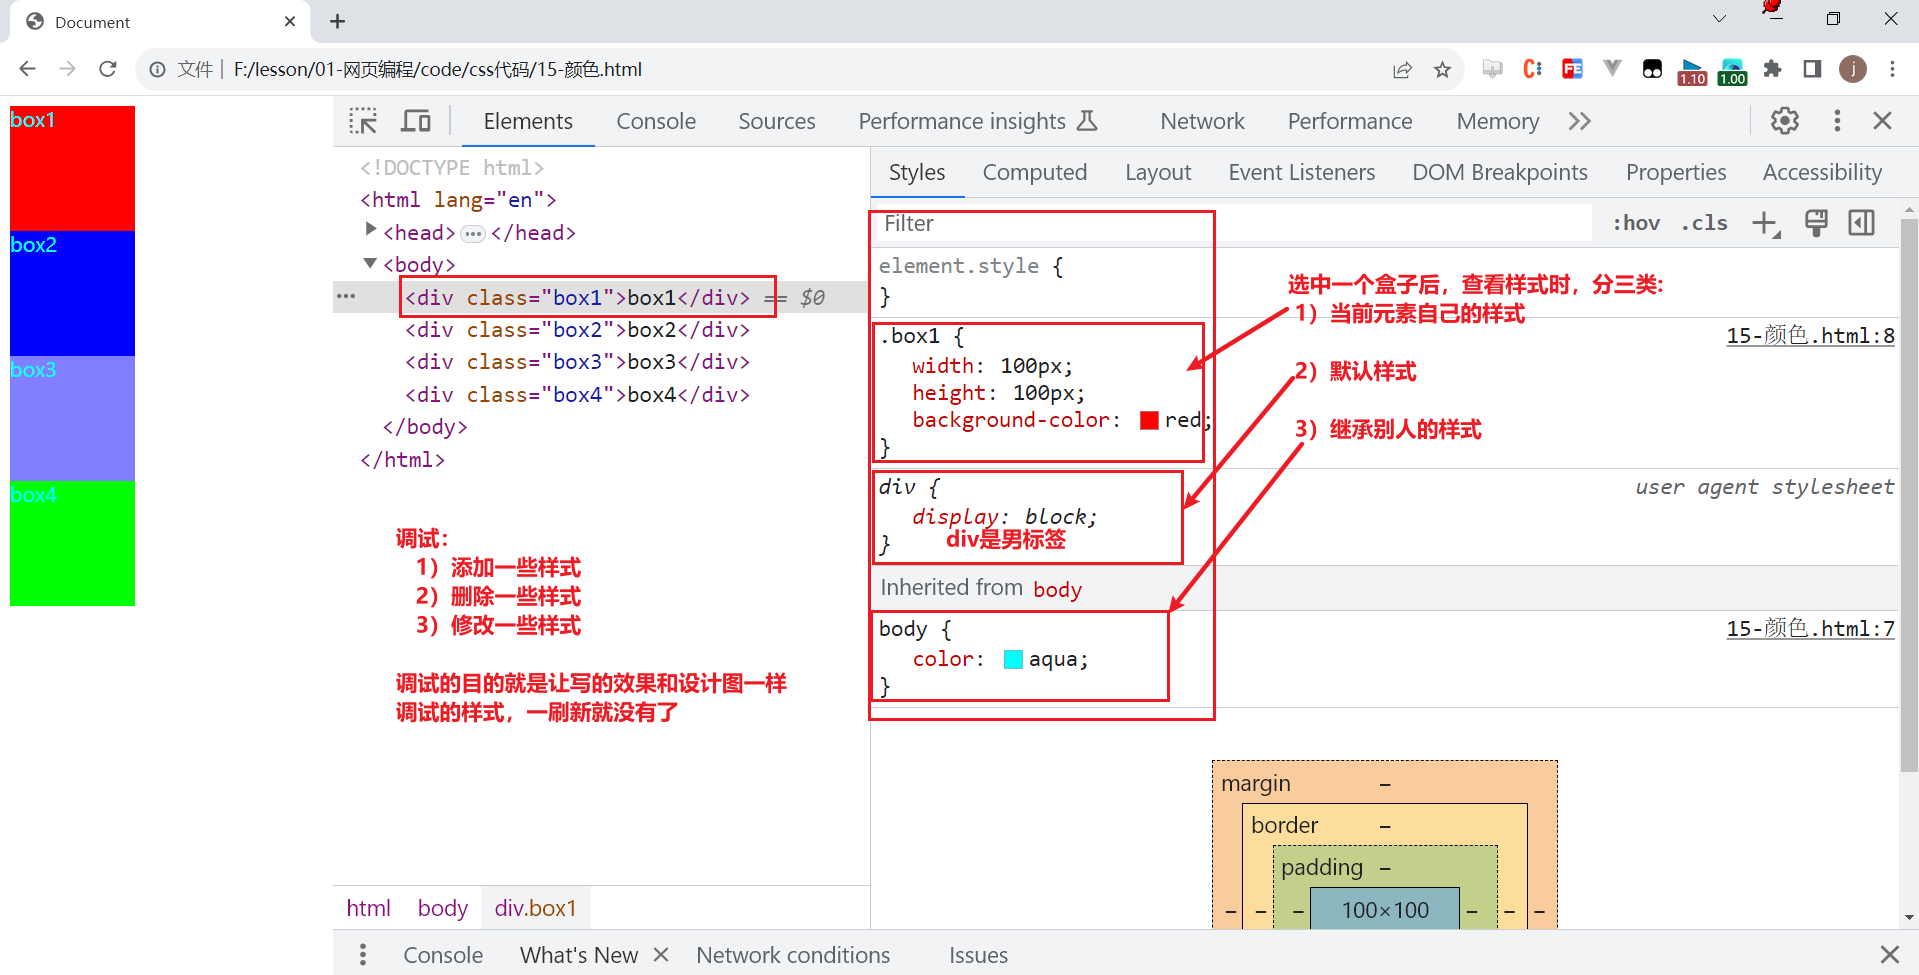 Document
文件
F:/lesson/01-网页编程/code/css代码/15-颜色.html
1.10
1.00
j
box1
box2
box3
box4
Elements
Console
Sources
Performance insights
Network
Performance
Memory
<!DOCTYPE html>
<html lang="en">
<head>…</head>
<body>
<div class="box1">box1</div> == $0
<div class="box2">box2</div>
<div class="box3">box3</div>
<div class="box4">box4</div>
</body>
</html>
调试：
1）添加一些样式
2）删除一些样式
3）修改一些样式
调试的目的就是让写的效果和设计图一样
调试的样式，一刷新就没有了
html body div.box1
Styles
Computed
Layout
Event Listeners
DOM Breakpoints
Properties
Accessibility
Filter
:hov .cls
element.style {
}
.box1 {
15-颜色.html:8
width: 100px;
height: 100px;
background-color: red;
}
div {
user agent stylesheet
display: block;
div是男标签
}
Inherited from body
body {
15-颜色.html:7
color: aqua;
}
选中一个盒子后，查看样式时，分三类:
1）当前元素自己的样式
2）默认样式
3）继承别人的样式
margin –
border –
padding –
– – – 100×100 – – –
Console
What's New
Network conditions
Issues